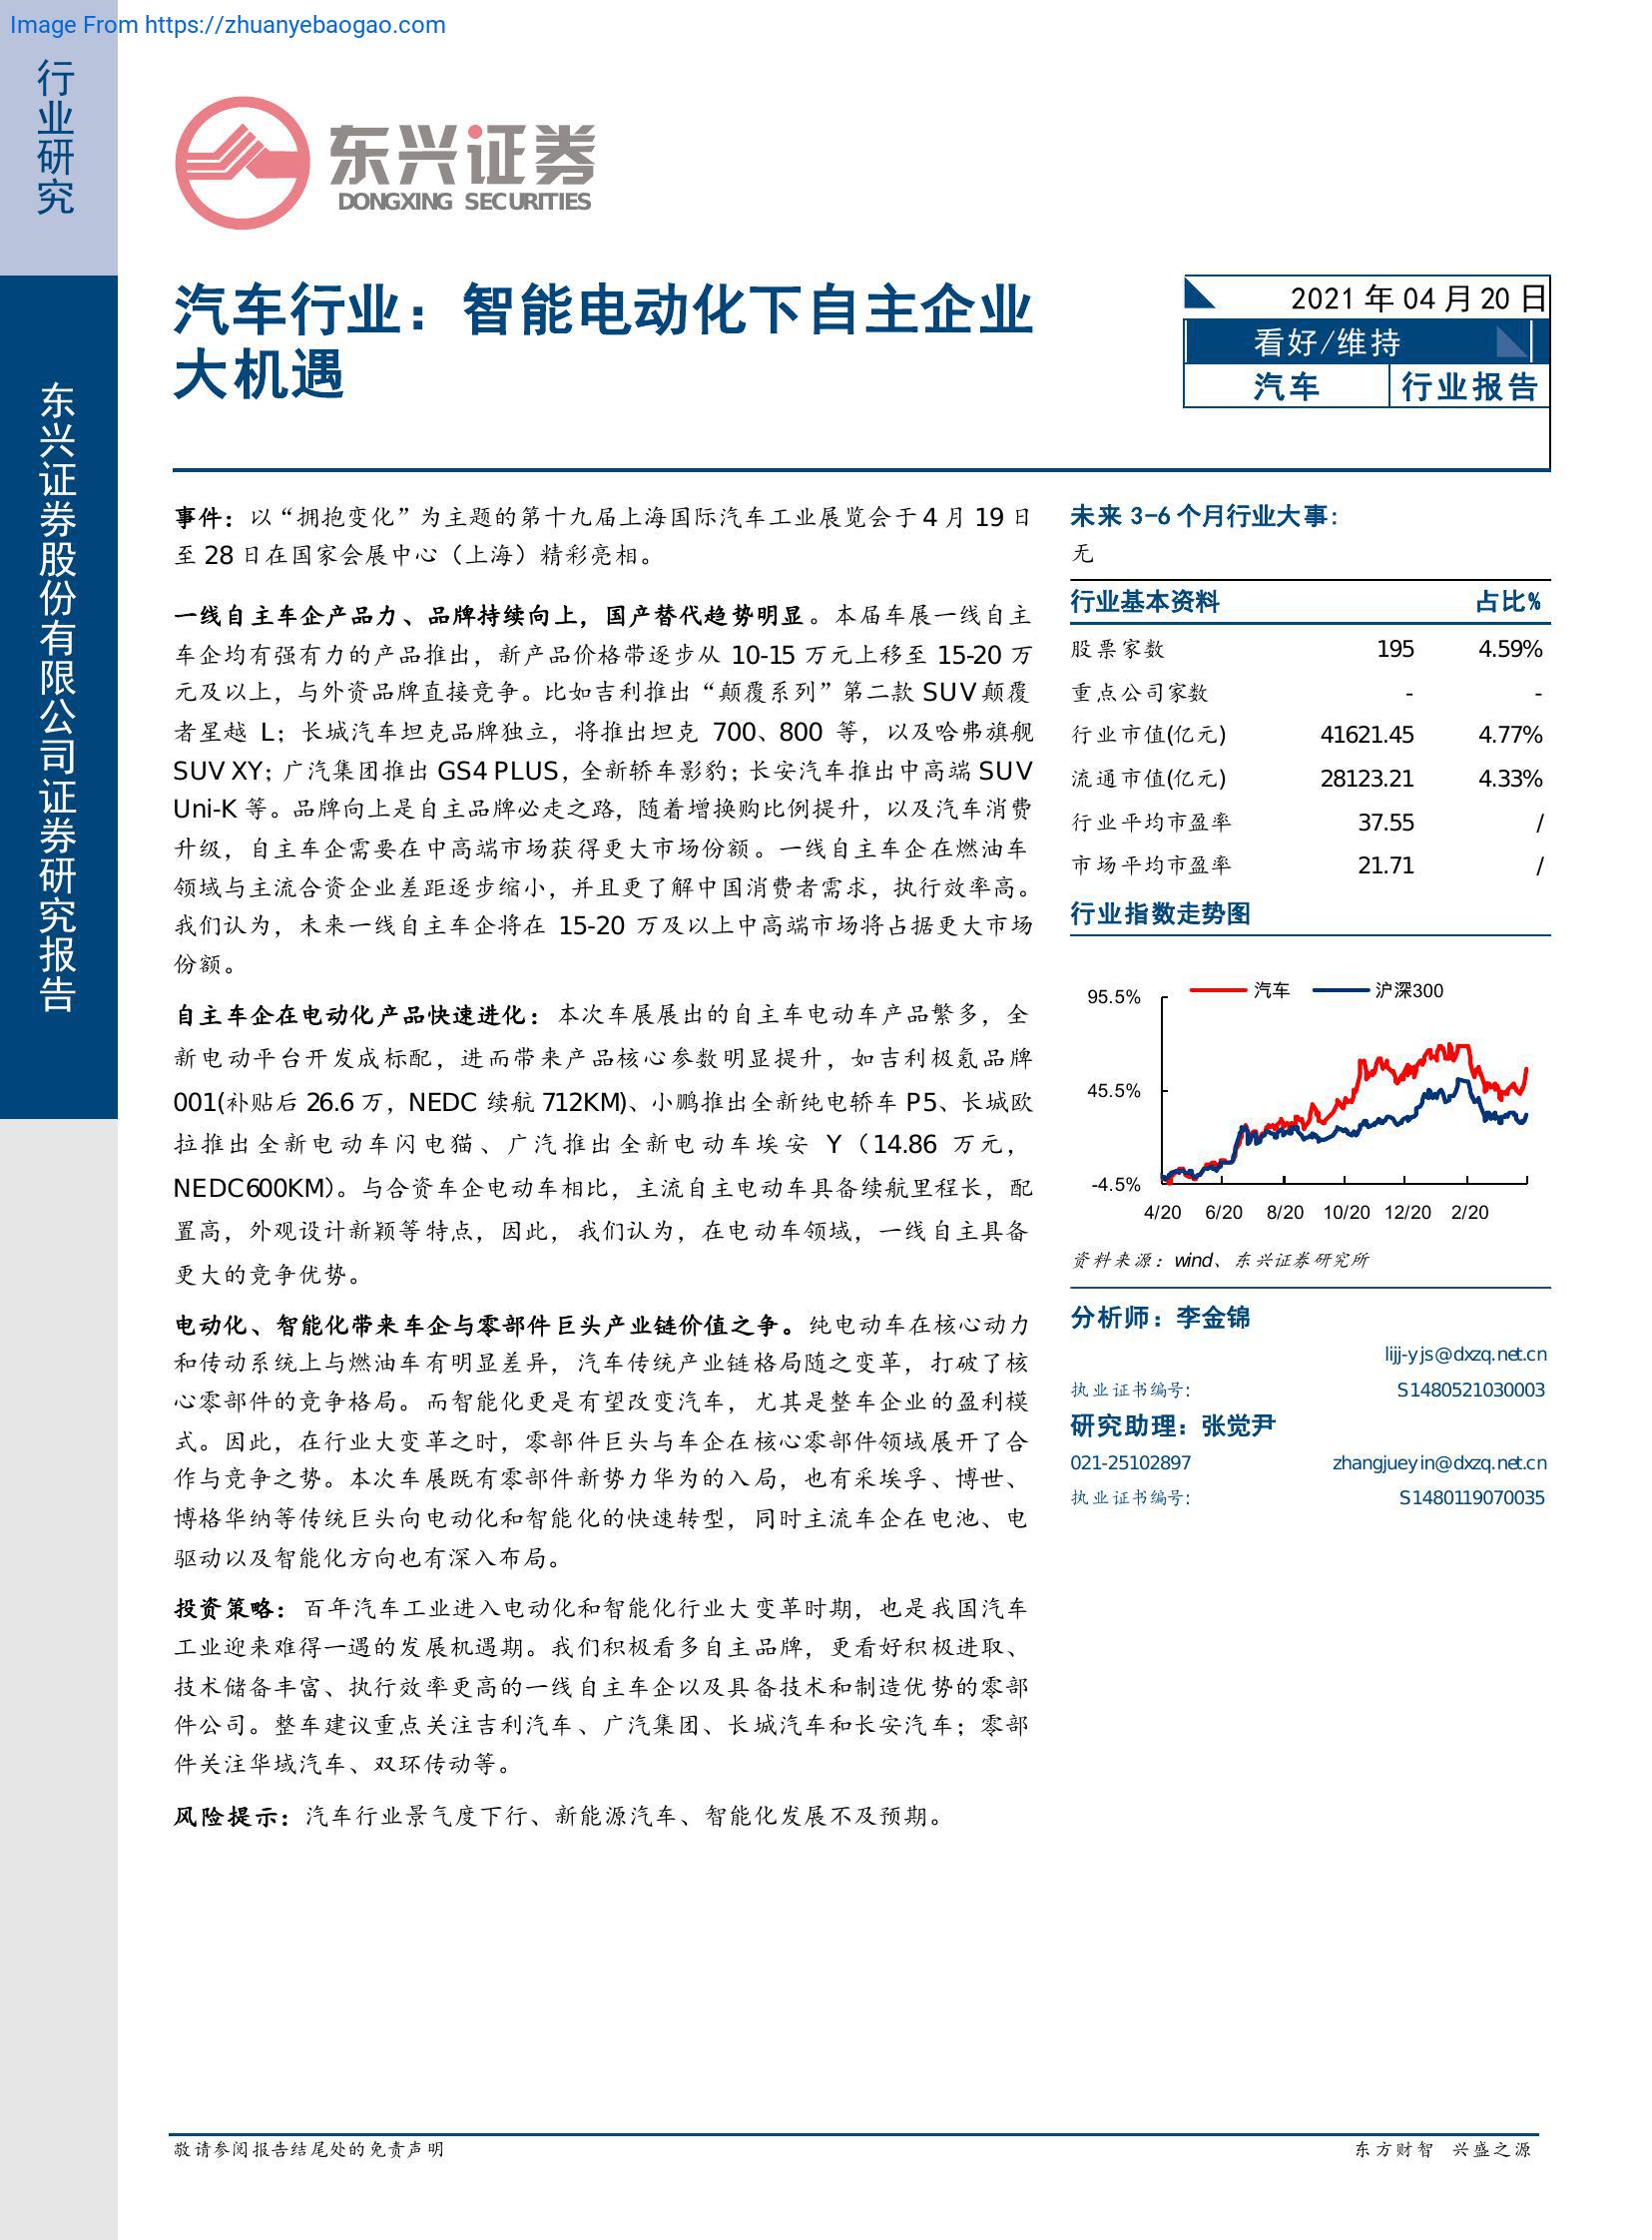 Image From https://zhuanyebaogao.com
行业研究
东兴证券股份有限公司证券研究报告
东兴证券
DONGXING SECURITIES
汽车行业：智能电动化下自主企业
大机遇
2021 年 04 月 20 日
看好/维持
汽车 行业报告
事件：以“拥抱变化”为主题的第十九届上海国际汽车工业展览会于 4 月 19 日
至 28 日在国家会展中心（上海）精彩亮相。
一线自主车企产品力、品牌持续向上，国产替代趋势明显。本届车展一线自主
车企均有强有力的产品推出，新产品价格带逐步从 10-15 万元上移至 15-20 万
元及以上，与外资品牌直接竞争。比如吉利推出“颠覆系列”第二款 SUV 颠覆
者星越 L；长城汽车坦克品牌独立，将推出坦克 700、800 等，以及哈弗旗舰
SUV XY；广汽集团推出 GS4 PLUS，全新轿车影豹；长安汽车推出中高端 SUV
Uni-K 等。品牌向上是自主品牌必走之路，随着增换购比例提升，以及汽车消费
升级，自主车企需要在中高端市场获得更大市场份额。一线自主车企在燃油车
领域与主流合资企业差距逐步缩小，并且更了解中国消费者需求，执行效率高。
我们认为，未来一线自主车企将在 15-20 万及以上中高端市场将占据更大市场
份额。
自主车企在电动化产品快速进化：本次车展展出的自主车电动车产品繁多，全
新电动平台开发成标配，进而带来产品核心参数明显提升，如吉利极氪品牌
001(补贴后 26.6 万，NEDC 续航 712KM)、小鹏推出全新纯电轿车 P5、长城欧
拉推出全新电动车闪电猫、广汽推出全新电动车埃安 Y（14.86 万元，
NEDC600KM）。与合资车企电动车相比，主流自主电动车具备续航里程长，配
置高，外观设计新颖等特点，因此，我们认为，在电动车领域，一线自主具备
更大的竞争优势。
电动化、智能化带来车企与零部件巨头产业链价值之争。纯电动车在核心动力
和传动系统上与燃油车有明显差异，汽车传统产业链格局随之变革，打破了核
心零部件的竞争格局。而智能化更是有望改变汽车，尤其是整车企业的盈利模
式。因此，在行业大变革之时，零部件巨头与车企在核心零部件领域展开了合
作与竞争之势。本次车展既有零部件新势力华为的入局，也有采埃孚、博世、
博格华纳等传统巨头向电动化和智能化的快速转型，同时主流车企在电池、电
驱动以及智能化方向也有深入布局。
投资策略：百年汽车工业进入电动化和智能化行业大变革时期，也是我国汽车
工业迎来难得一遇的发展机遇期。我们积极看多自主品牌，更看好积极进取、
技术储备丰富、执行效率更高的一线自主车企以及具备技术和制造优势的零部
件公司。整车建议重点关注吉利汽车、广汽集团、长城汽车和长安汽车；零部
件关注华域汽车、双环传动等。
风险提示：汽车行业景气度下行、新能源汽车、智能化发展不及预期。
未来 3-6 个月行业大事：
无
行业基本资料 占比%
股票家数 195 4.59%
重点公司家数 - -
行业市值(亿元) 41621.45 4.77%
流通市值(亿元) 28123.21 4.33%
行业平均市盈率 37.55 /
市场平均市盈率 21.71 /
行业指数走势图
汽车 沪深300
95.5%
45.5%
-4.5%
4/20 6/20 8/20 10/20 12/20 2/20
资料来源：wind、东兴证券研究所
分析师：李金锦
lijj-yjs@dxzq.net.cn
执业证书编号: S1480521030003
研究助理：张觉尹
021-25102897 zhangjueyin@dxzq.net.cn
执业证书编号: S1480119070035
敬请参阅报告结尾处的免责声明
东方财智 兴盛之源